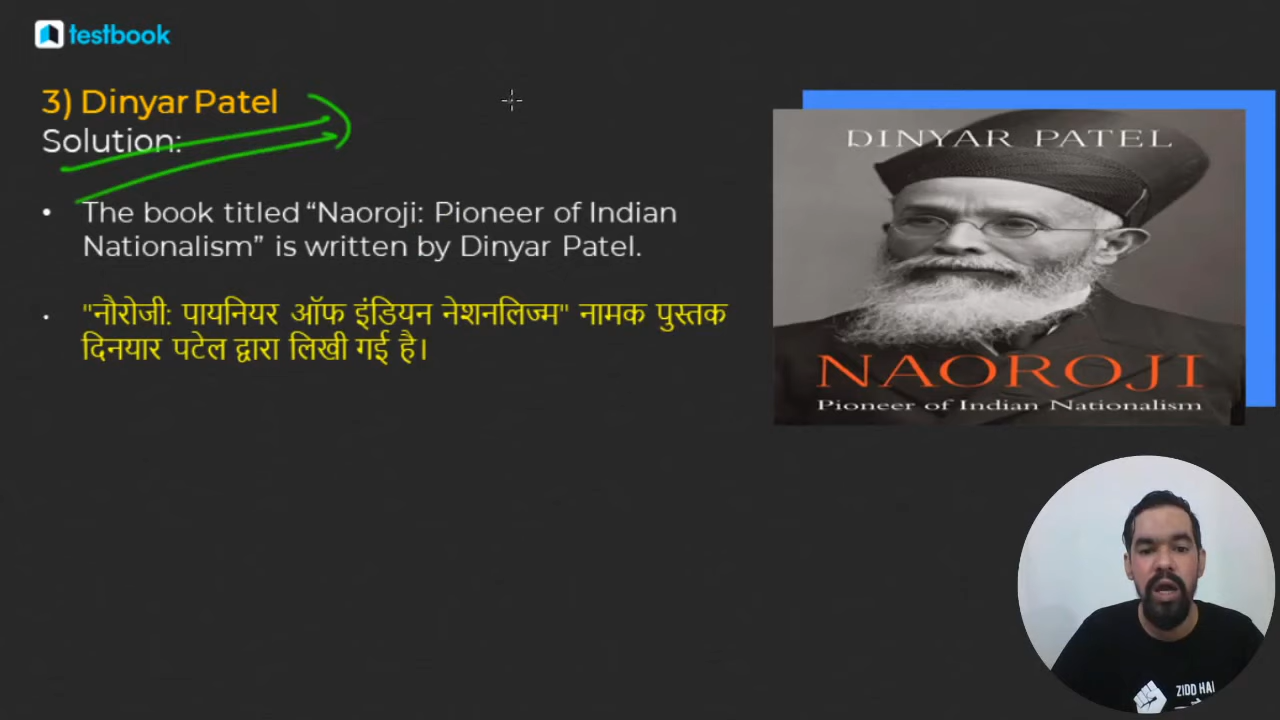 testbook
3) Dinyar Patel
Solution:
• The book titled “Naoroji: Pioneer of Indian
Nationalism” is written by Dinyar Patel.
• "नौरोजी: पायनियर ऑफ इंडियन नेशनलिज्म" नामक पुस्तक
दिनयार पटेल द्वारा लिखी गई है।
DINYAR PATEL
NAOROJI
Pioneer of Indian Nationalism
ZIDD HAI